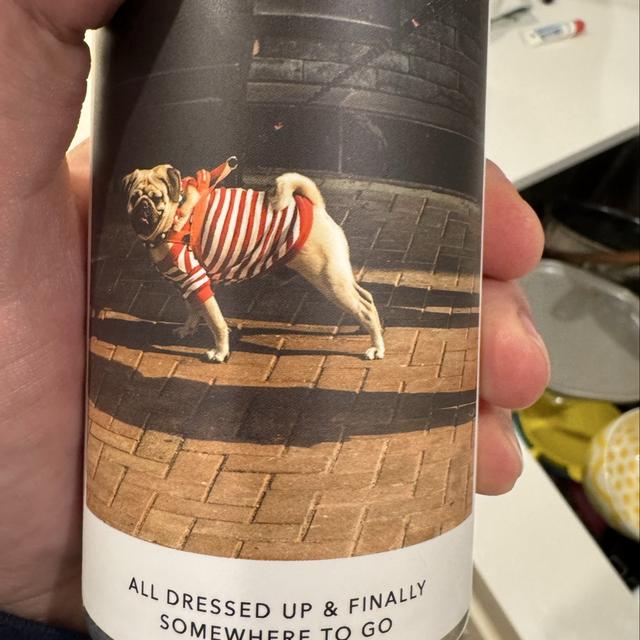 ALL DRESSED UP & FINALLY
SOMEWHERE TO GO